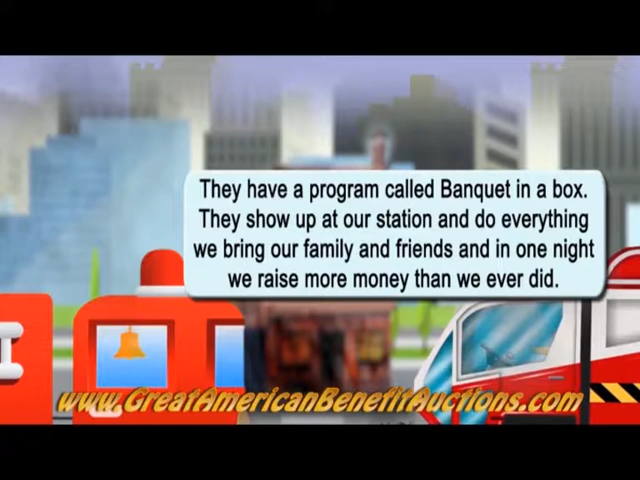 They have a program called Banquet in a box.
They show up at our station and do everything
we bring our family and friends and in one night
we raise more money than we ever did.
www.GreatAmericanBenefitAuctions.com